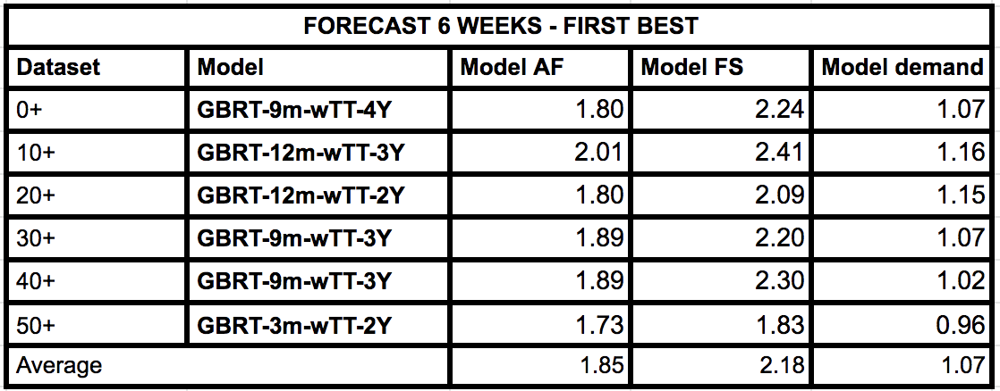 FORECAST 6 WEEKS - FIRST BEST
Dataset Model Model AF Model FS Model demand
0+ GBRT-9m-wTT-4Y 1.80 2.24 1.07
10+ GBRT-12m-wTT-3Y 2.01 2.41 1.16
20+ GBRT-12m-wTT-2Y 1.80 2.09 1.15
30+ GBRT-9m-wTT-3Y 1.89 2.20 1.07
40+ GBRT-9m-wTT-3Y 1.89 2.30 1.02
50+ GBRT-3m-wTT-2Y 1.73 1.83 0.96
Average 1.85 2.18 1.07